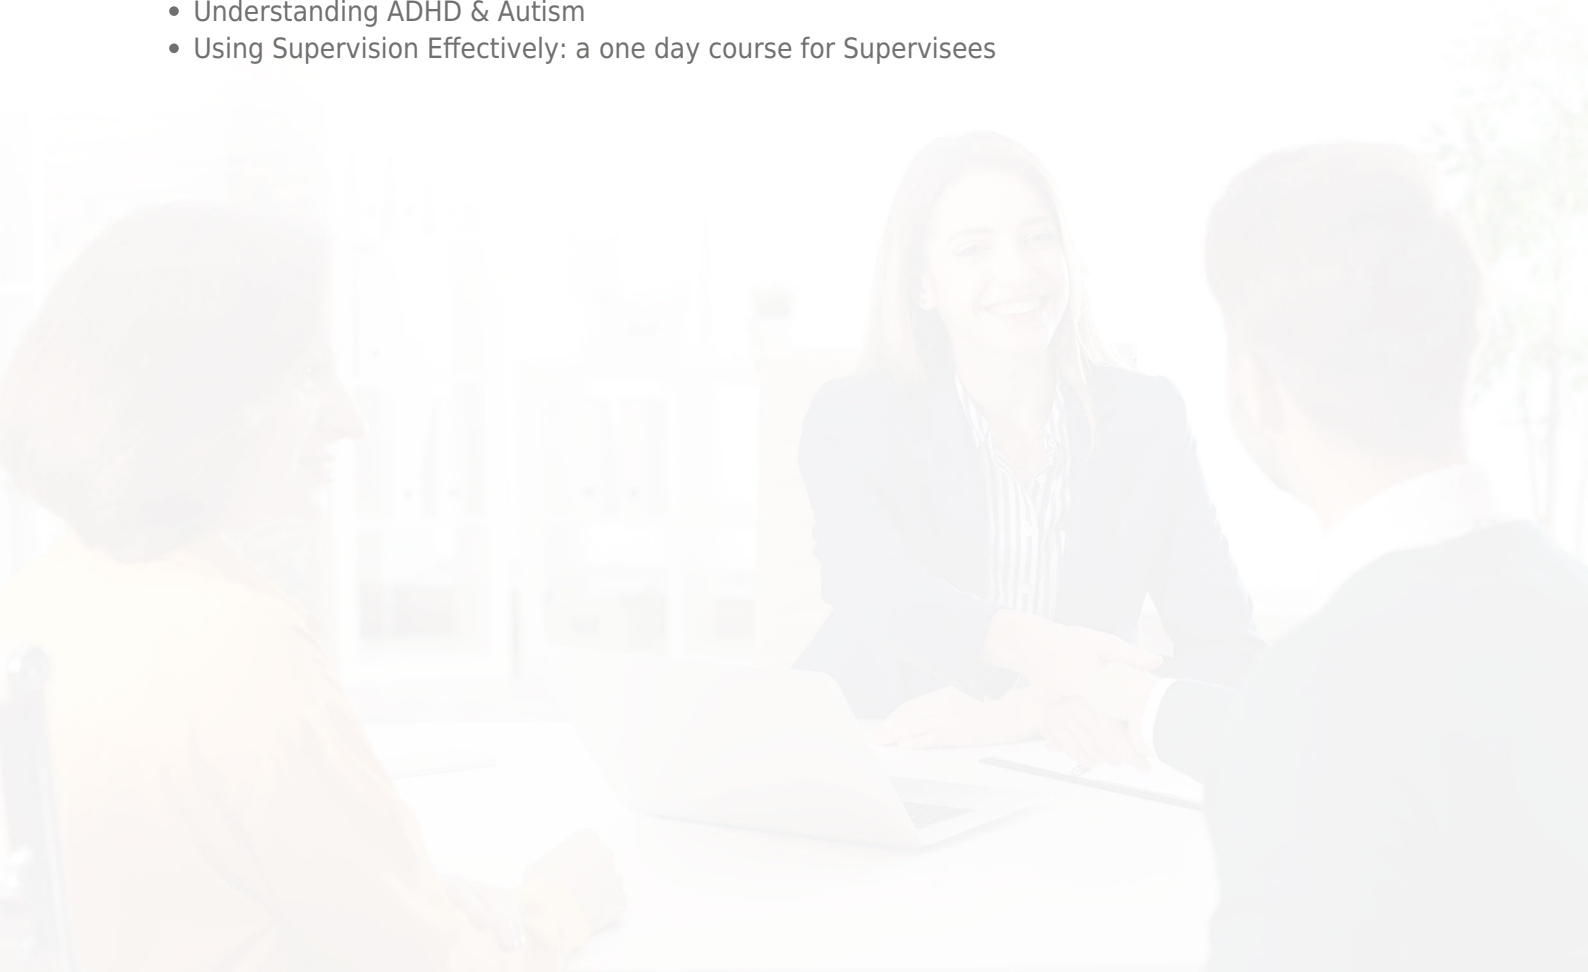 • Understanding ADHD & Autism
• Using Supervision Effectively: a one day course for Supervisees